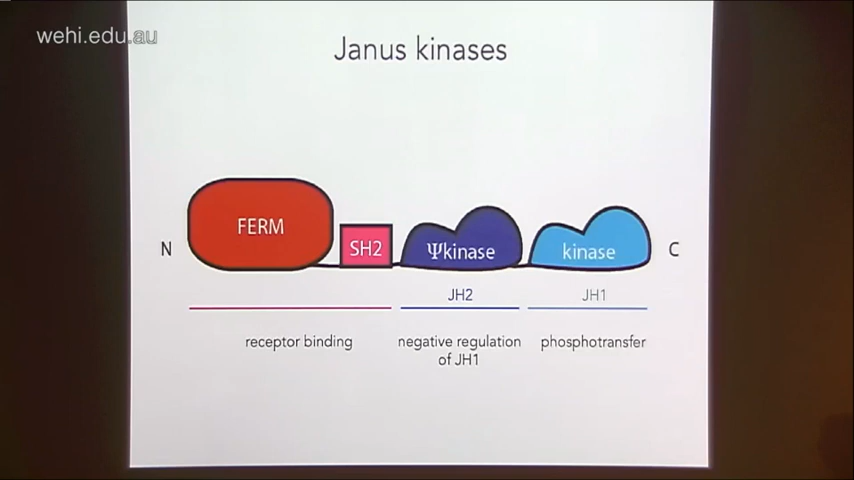 wehi.edu.au
Janus kinases
FERM
N
SH2
Ψkinase
kinase
C
JH2
JH1
receptor binding
negative regulation
of JH1
phosphotransfer